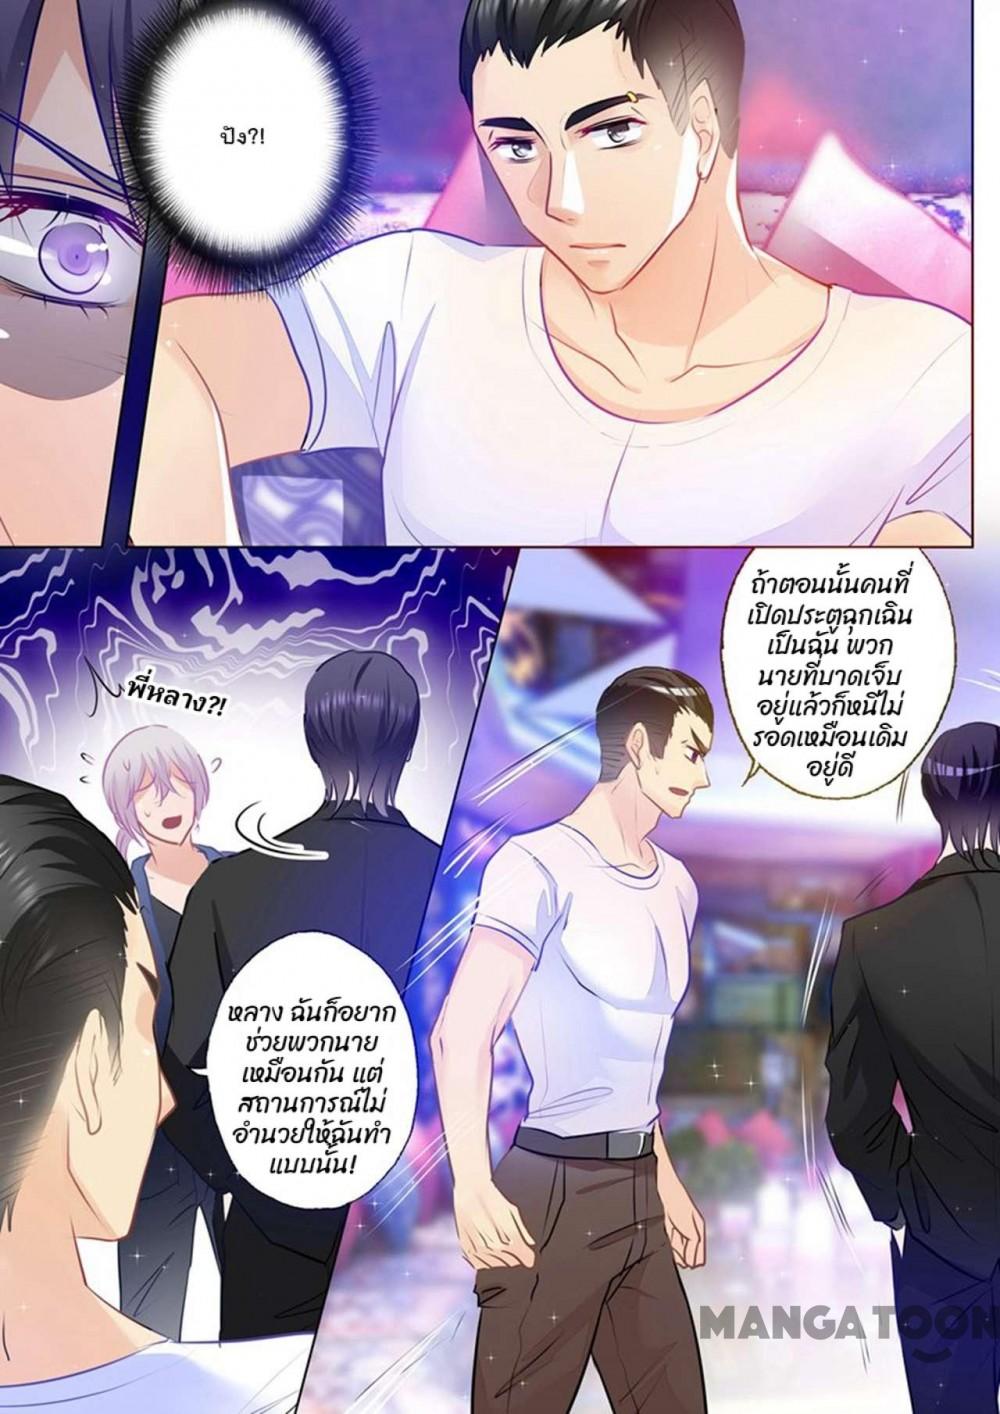 ปัง?!
พี่หลาง?!
หลาง ฉันก็อยาก
ช่วยพวกนาย
เหมือนกัน แต่
สถานการณ์ไม่
อำนวยให้ฉันทำ
แบบนั้น!
ถ้าตอนนั้นคนที่
เปิดประตูฉุกเฉิน
เป็นฉัน พวก
นายที่บาดเจ็บ
อยู่แล้วก็หนีไม่
รอดเหมือนเดิม
อยู่ดี
MANGATOON